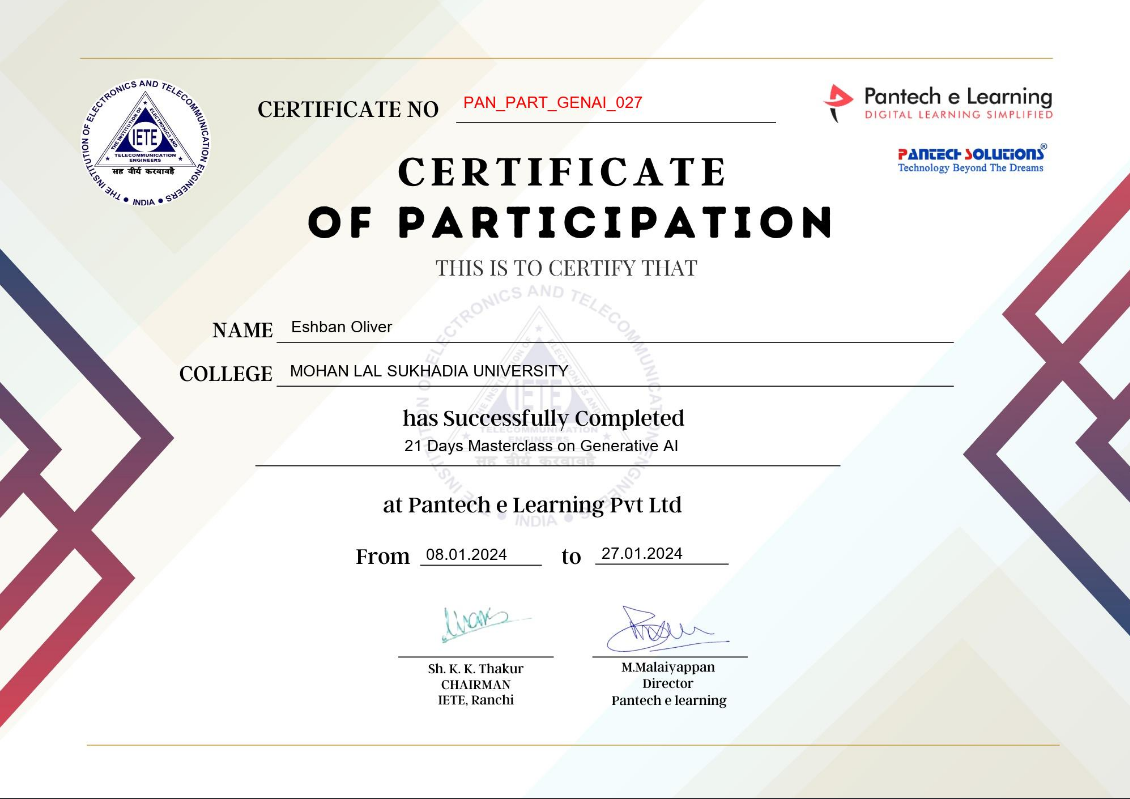 THE INSTITUTION OF ELECTRONICS AND TELECOMMUNICATION ENGINEERS
INDIA
IETE
TELECOMMUNICATION
ENGINEERS
CERTIFICATE NO PAN_PART_GENAI_027
Pantech e Learning
DIGITAL LEARNING SIMPLIFIED
PANTECH SOLUTIONS®
Technology Beyond The Dreams
CERTIFICATE
OF PARTICIPATION
THIS IS TO CERTIFY THAT
NAME Eshban Oliver
COLLEGE MOHAN LAL SUKHADIA UNIVERSITY
has Successfully Completed
21 Days Masterclass on Generative AI
at Pantech e Learning Pvt Ltd
From 08.01.2024 to 27.01.2024
Sh. K. K. Thakur
CHAIRMAN
IETE, Ranchi
M.Malaiyappan
Director
Pantech e learning